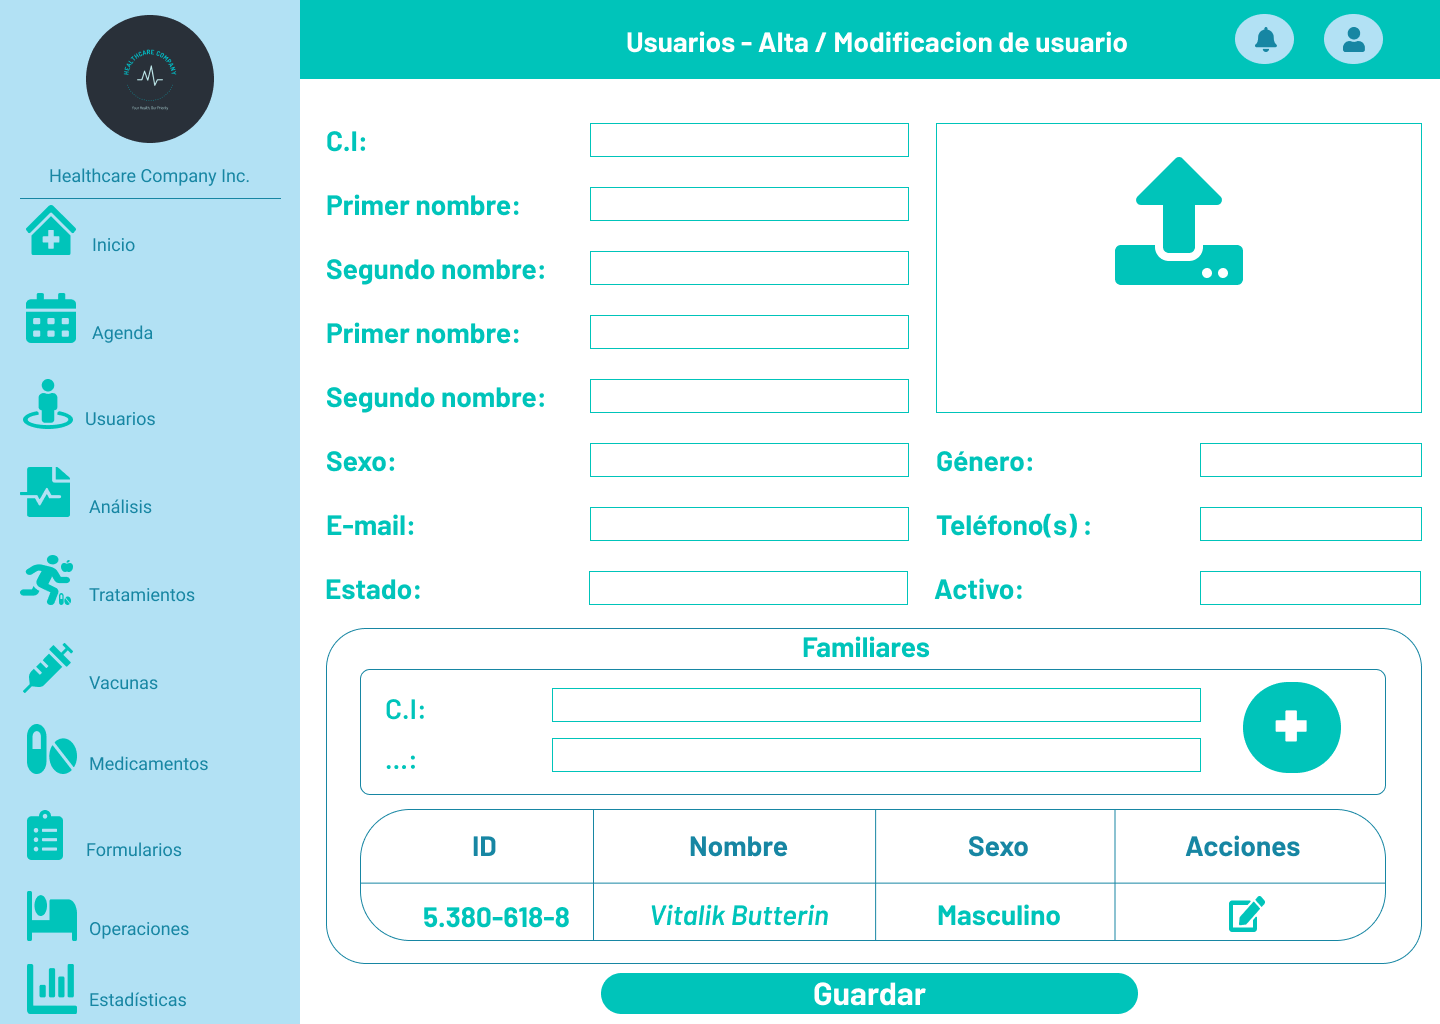 HEALTHCARE COMPANY
Your Health Our Priority
Healthcare Company Inc.
Inicio
Agenda
Usuarios
Análisis
Tratamientos
Vacunas
Medicamentos
Formularios
Operaciones
Estadísticas
Usuarios - Alta / Modificacion de usuario
C.I:
Primer nombre:
Segundo nombre:
Primer nombre:
Segundo nombre:
Sexo:
Género:
E-mail:
Teléfono(s) :
Estado:
Activo:
Familiares
C.I:
...:
ID Nombre Sexo Acciones
5.380-618-8 Vitalik Butterin Masculino
Guardar